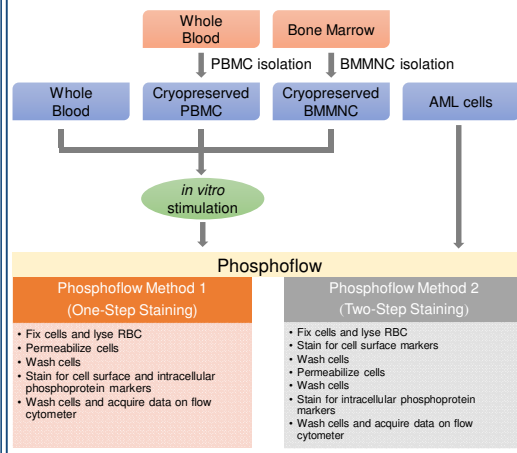 Whole
Blood
Bone Marrow
PBMC isolation
BMMNC isolation
Whole
Blood
Cryopreserved
PBMC
Cryopreserved
BMMNC
AML cells
in vitro
stimulation
Phosphoflow
Phosphoflow Method 1
(One-Step Staining)
• Fix cells and lyse RBC
• Permeabilize cells
• Wash cells
• Stain for cell surface and intracellular
phosphoprotein markers
• Wash cells and acquire data on flow
cytometer
Phosphoflow Method 2
(Two-Step Staining)
• Fix cells and lyse RBC
• Stain for cell surface markers
• Wash cells
• Permeabilize cells
• Wash cells
• Stain for intracellular phosphoprotein
markers
• Wash cells and acquire data on flow
cytometer